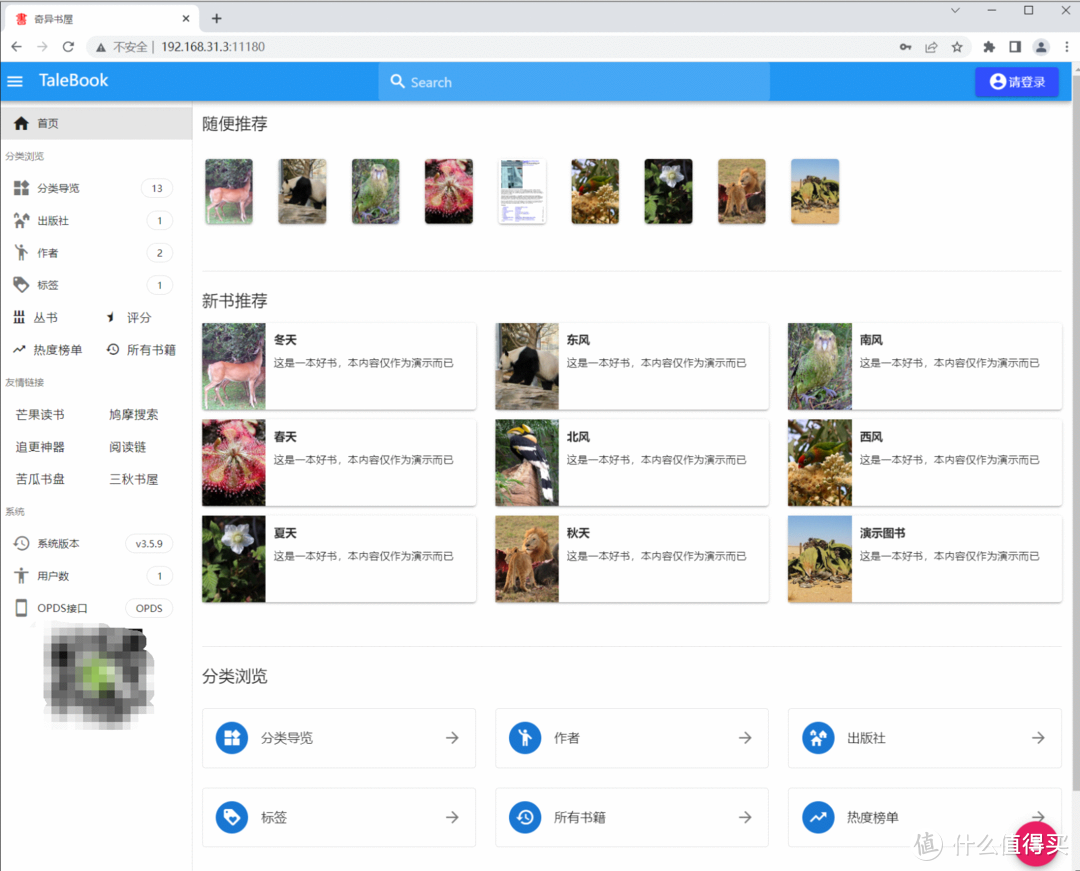 奇异书屋
不安全 | 192.168.31.3:11180
TaleBook
Search
请登录
首页
分类浏览
分类导览 13
出版社 1
作者 2
标签 1
丛书 评分
热度榜单 所有书籍
友情链接
芒果读书 鸠摩搜索
追更神器 阅读链
苦瓜书盘 三秋书屋
系统
系统版本 v3.5.9
用户数 1
OPDS接口 OPDS
随便推荐
新书推荐
冬天
这是一本好书，本内容仅作为演示而已
东风
这是一本好书，本内容仅作为演示而已
南风
这是一本好书，本内容仅作为演示而已
春天
这是一本好书，本内容仅作为演示而已
北风
这是一本好书，本内容仅作为演示而已
西风
这是一本好书，本内容仅作为演示而已
夏天
这是一本好书，本内容仅作为演示而已
秋天
这是一本好书，本内容仅作为演示而已
演示图书
这是一本好书，本内容仅作为演示而已
分类浏览
分类导览
作者
出版社
标签
所有书籍
热度榜单
值 什么值得买